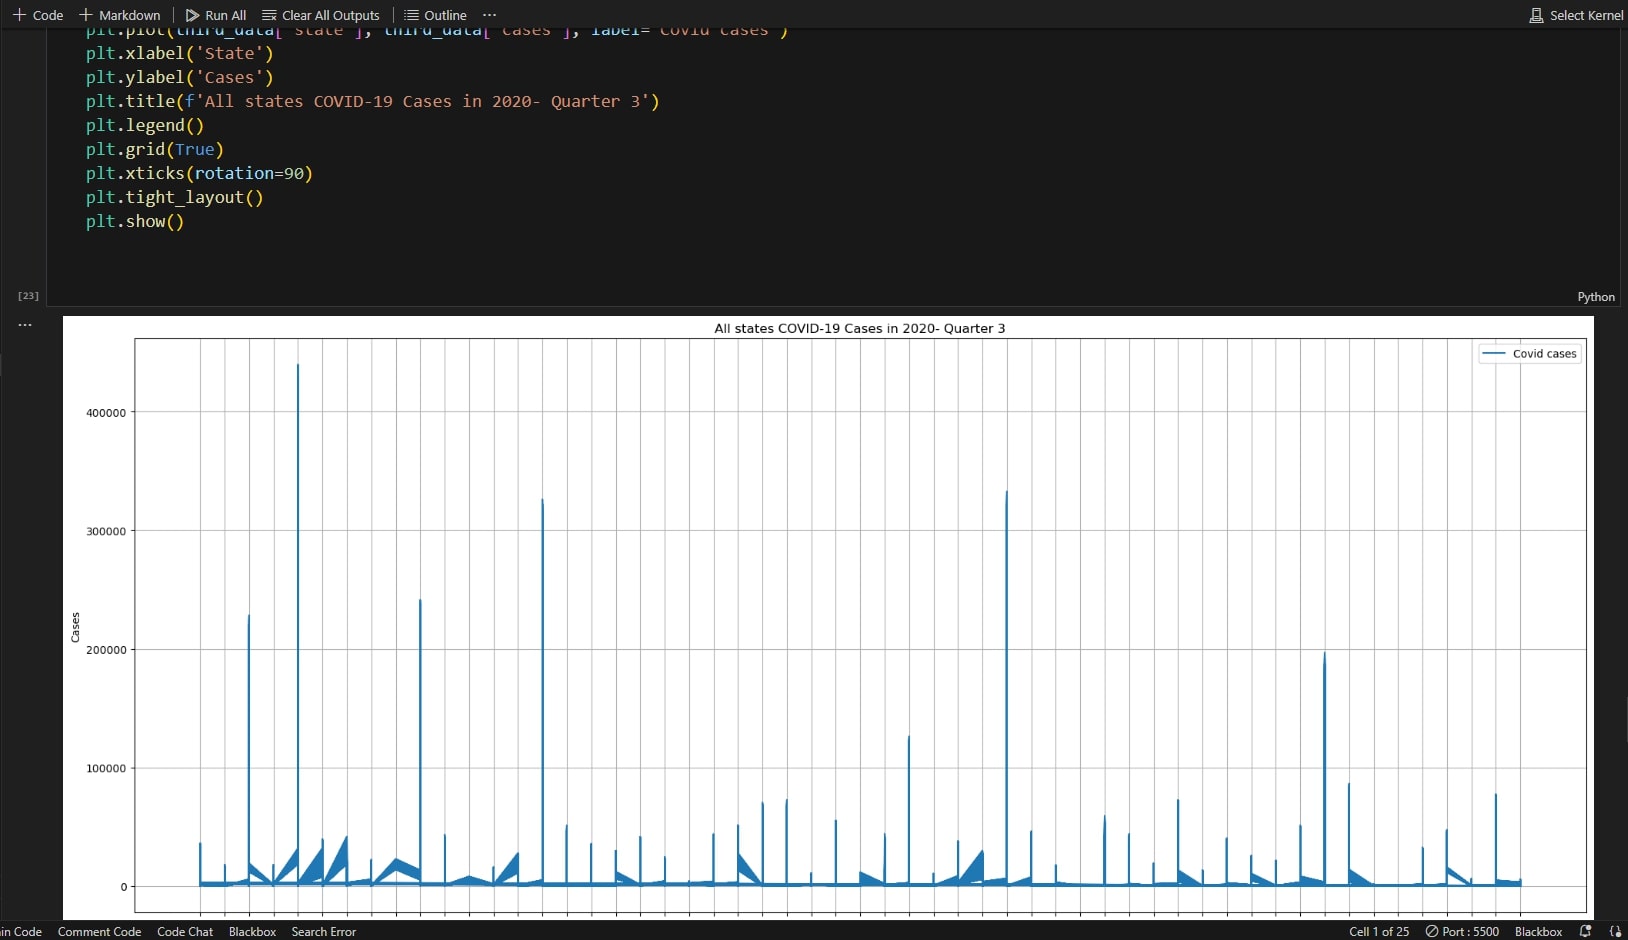 Code Markdown Run All Clear All Outputs Outline ... Select Kernel
plt.plot(third_data['state'], third_data['cases'], label='Covid cases')
plt.xlabel('State')
plt.ylabel('Cases')
plt.title(f'All states COVID-19 Cases in 2020- Quarter 3')
plt.legend()
plt.grid(True)
plt.xticks(rotation=90)
plt.tight_layout()
plt.show()
[23]
Python
...
All states COVID-19 Cases in 2020- Quarter 3
Covid cases
400000
300000
200000
Cases
100000
0
in Code Comment Code Code Chat Blackbox Search Error Cell 1 of 25 Port : 5500 Blackbox